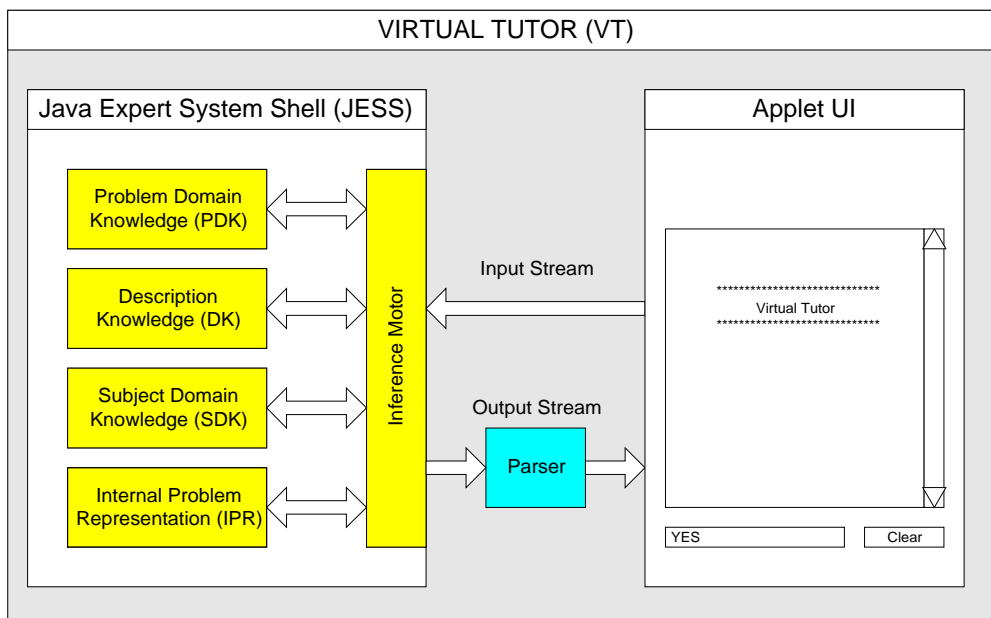 VIRTUAL TUTOR (VT)
Java Expert System Shell (JESS)
Problem Domain
Knowledge (PDK)
Description
Knowledge (DK)
Subject Domain
Knowledge (SDK)
Internal Problem
Representation (IPR)
Inference Motor
Input Stream
Output Stream
Parser
Applet UI
*****************************
Virtual Tutor
*****************************
YES
Clear